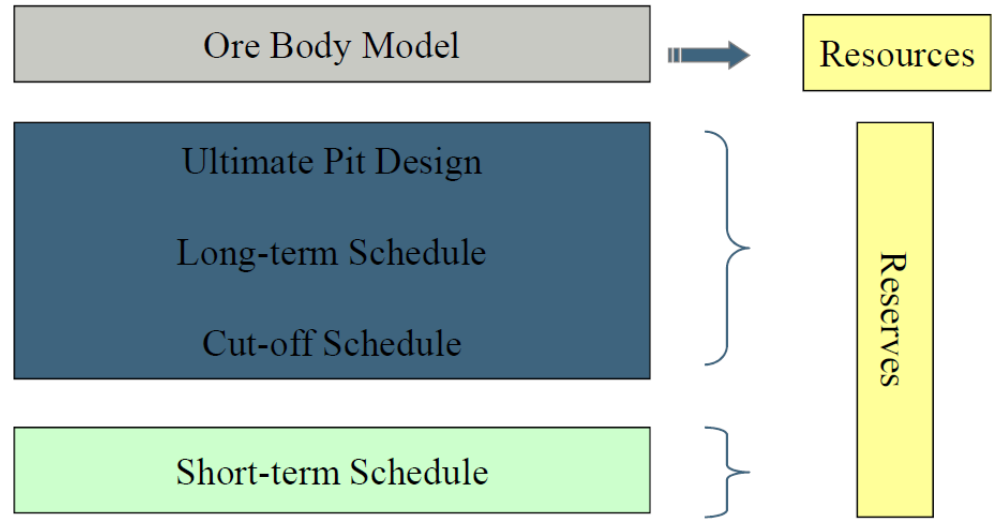 Ore Body Model
Resources
Ultimate Pit Design
Long-term Schedule
Cut-off Schedule
Reserves
Short-term Schedule